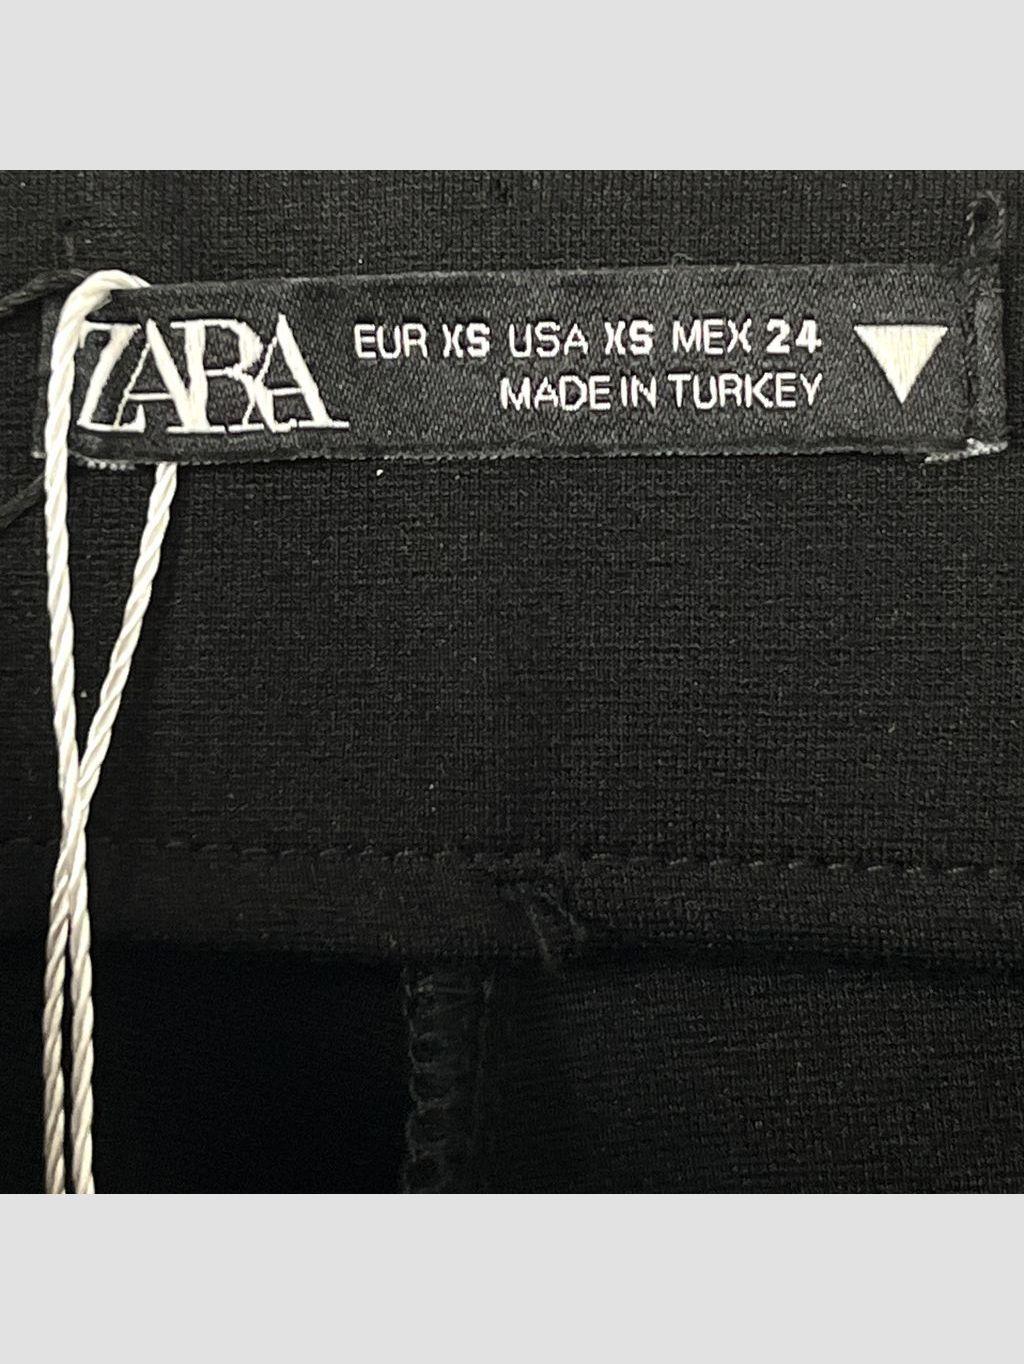 ZARA
EUR XS USA XS MEX 24
MADE IN TURKEY